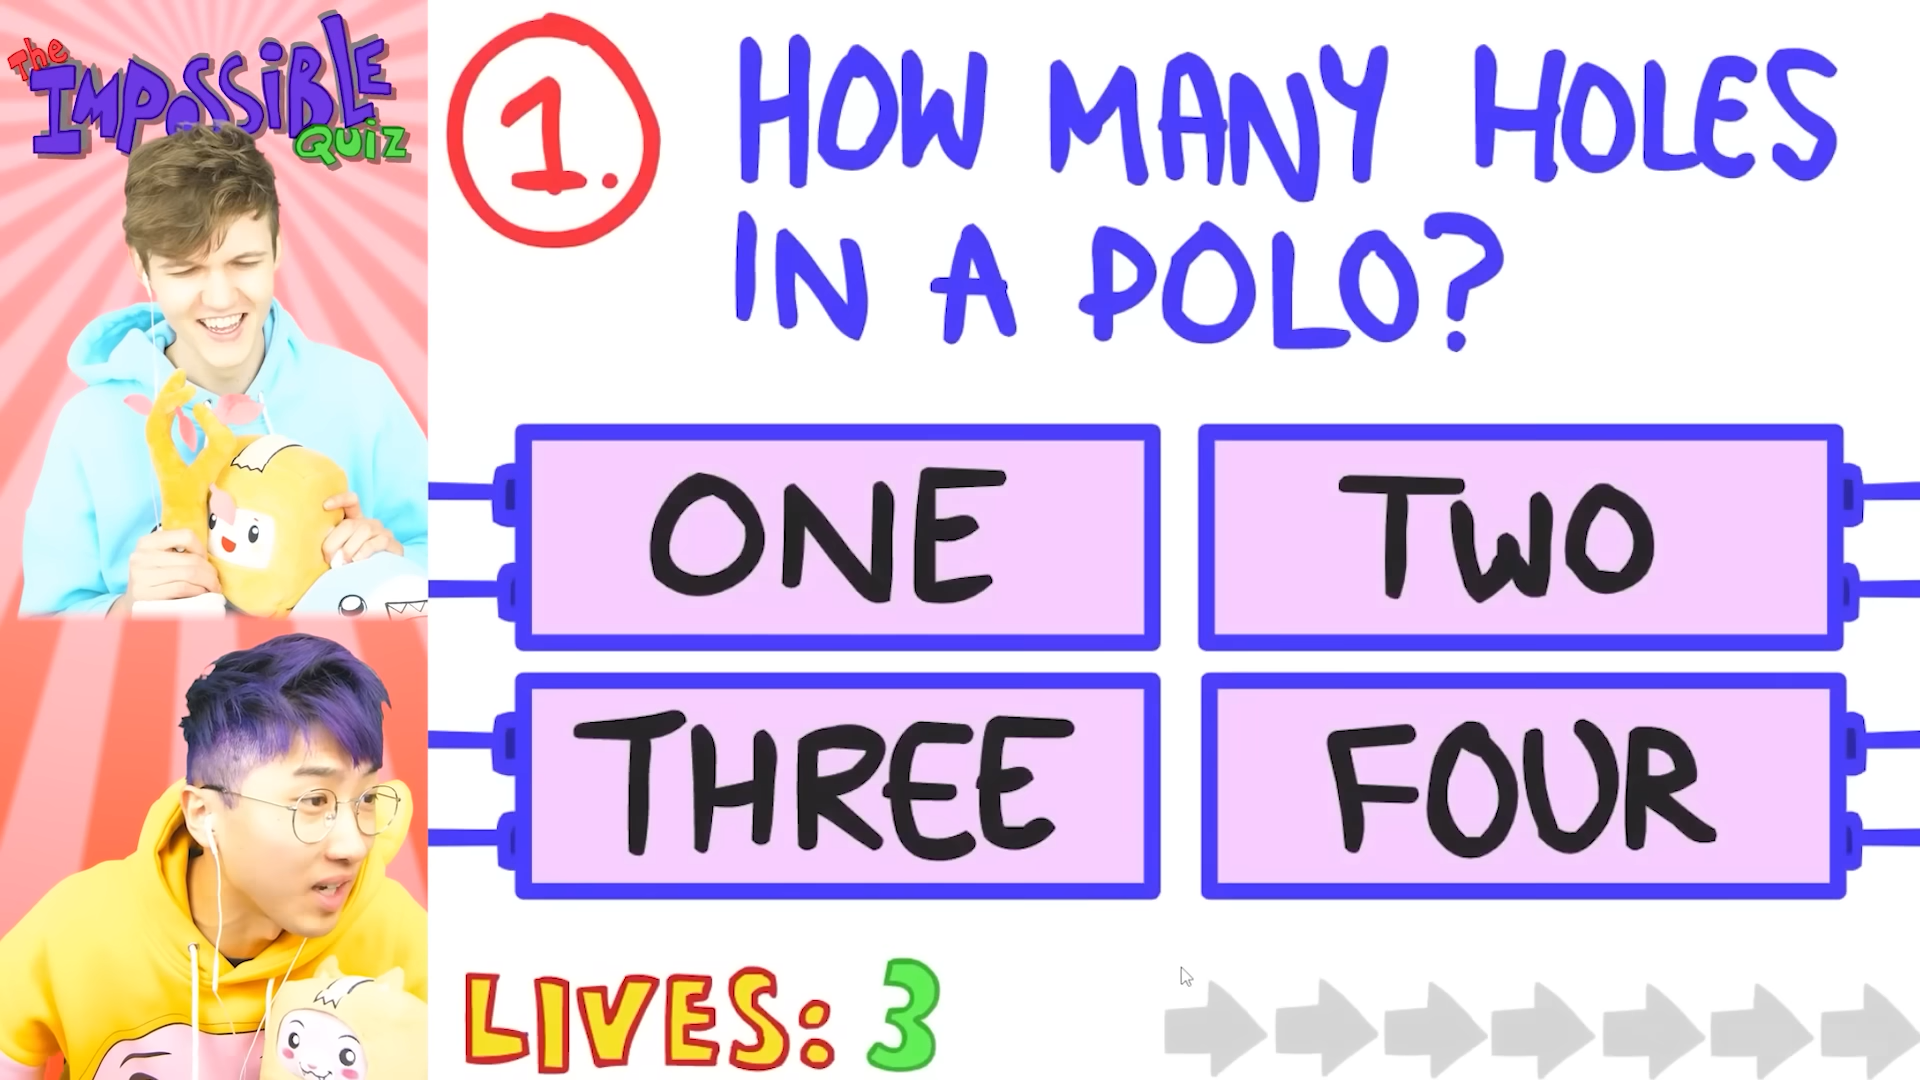 The
IMPOSSIBLE
QUIZ
1.
HOW MANY HOLES
IN A POLO?
ONE
TWO
THREE
FOUR
LIVES: 3